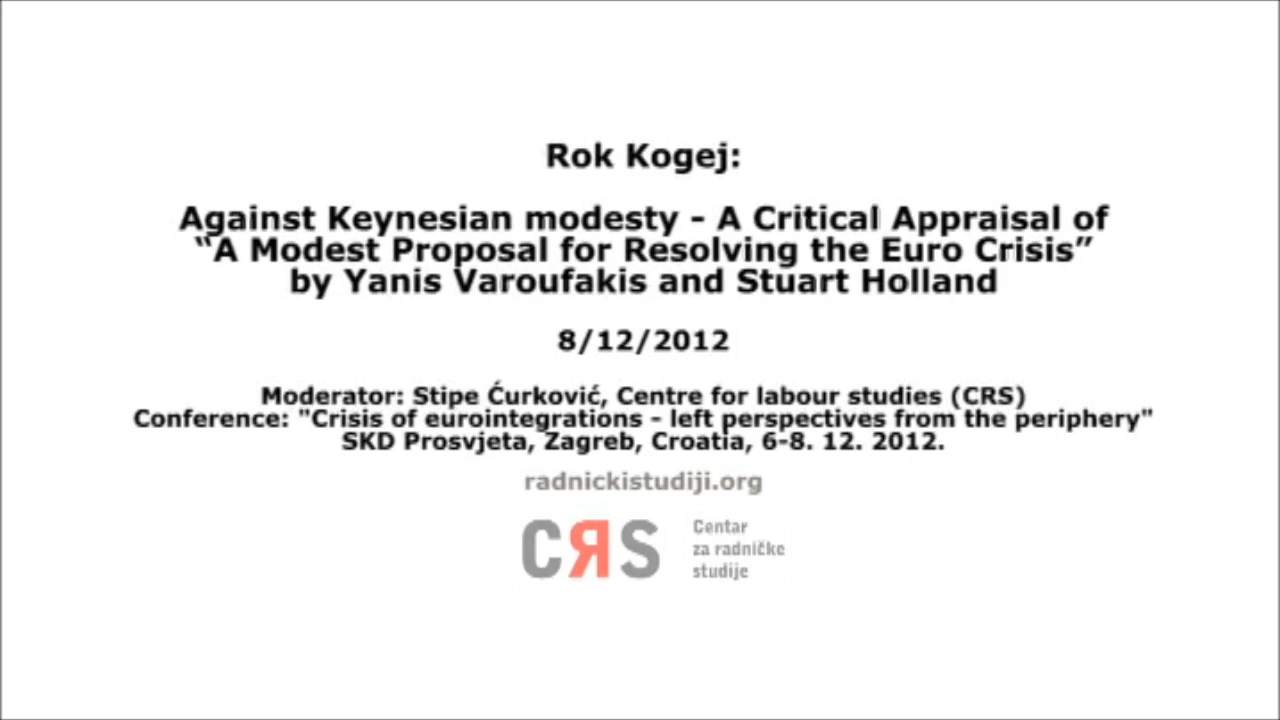 Rok Kogej:
Against Keynesian modesty - A Critical Appraisal of
“A Modest Proposal for Resolving the Euro Crisis”
by Yanis Varoufakis and Stuart Holland
8/12/2012
Moderator: Stipe Ćurković, Centre for labour studies (CRS)
Conference: "Crisis of eurointegrations - left perspectives from the periphery"
SKD Prosvjeta, Zagreb, Croatia, 6-8. 12. 2012.
radnickistudiji.org
CЯS
Centar
za radničke
studije